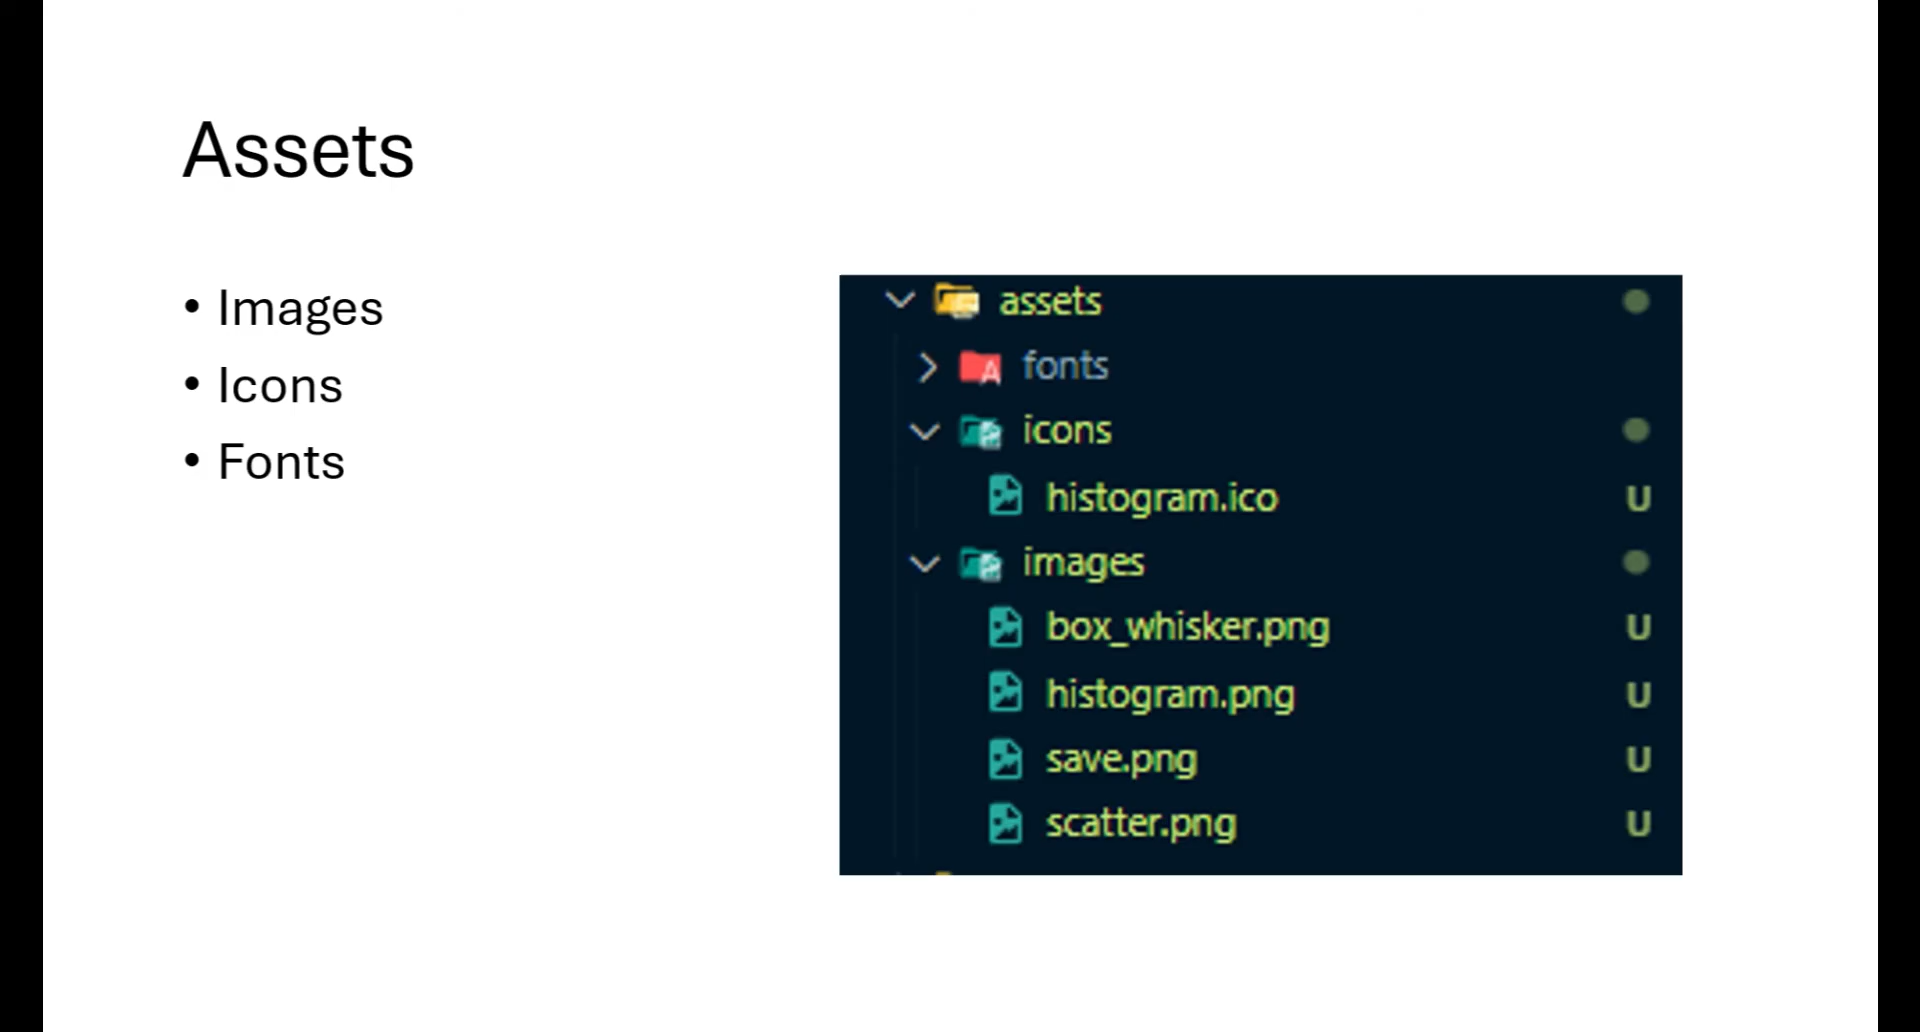 Assets
• Images
• Icons
• Fonts
assets
fonts
icons
histogram.ico U
images
box_whisker.png U
histogram.png U
save.png U
scatter.png U